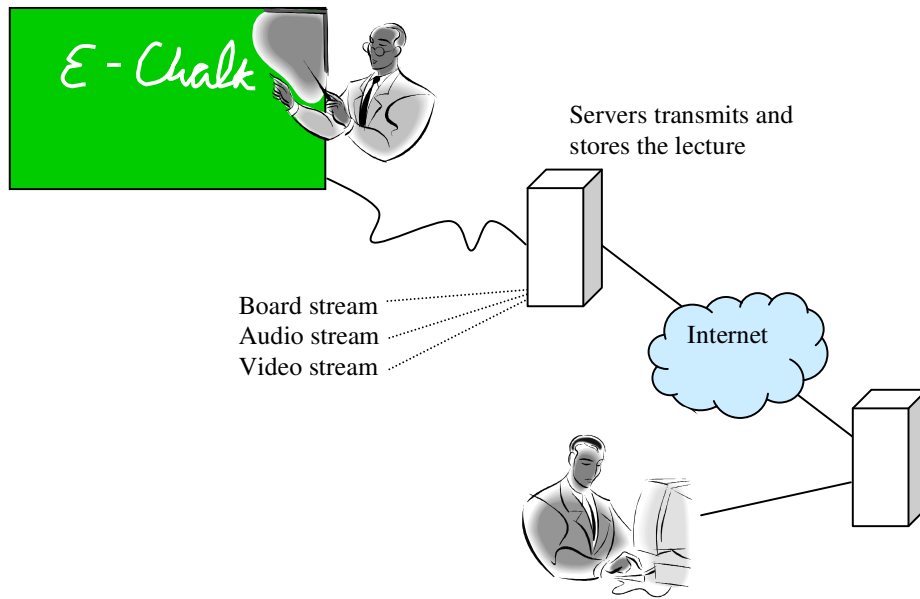 E - Chalk
Servers transmits and
stores the lecture
Board stream
Audio stream
Video stream
Internet